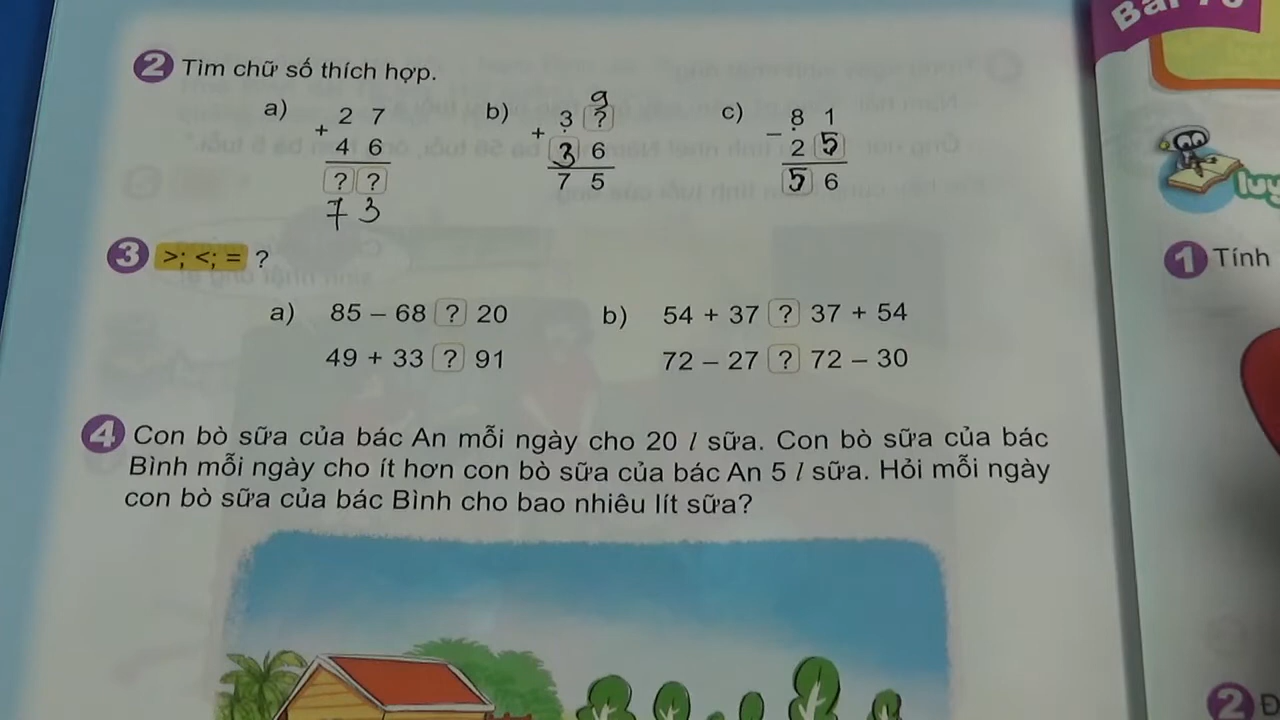 2 Tìm chữ số thích hợp.
a) 2 7 + 4 6 ? ? 7 3
b) 3 ? 9 + 3 6 7 5
c) 8 1 − 2 5 5 6
3 >; <; = ?
a) 85 – 68 ? 20
49 + 33 ? 91
b) 54 + 37 ? 37 + 54
72 – 27 ? 72 – 30
4 Con bò sữa của bác An mỗi ngày cho 20 l sữa. Con bò sữa của bác
Bình mỗi ngày cho ít hơn con bò sữa của bác An 5 l sữa. Hỏi mỗi ngày
con bò sữa của bác Bình cho bao nhiêu lít sữa?
Bài
1 Tính
2